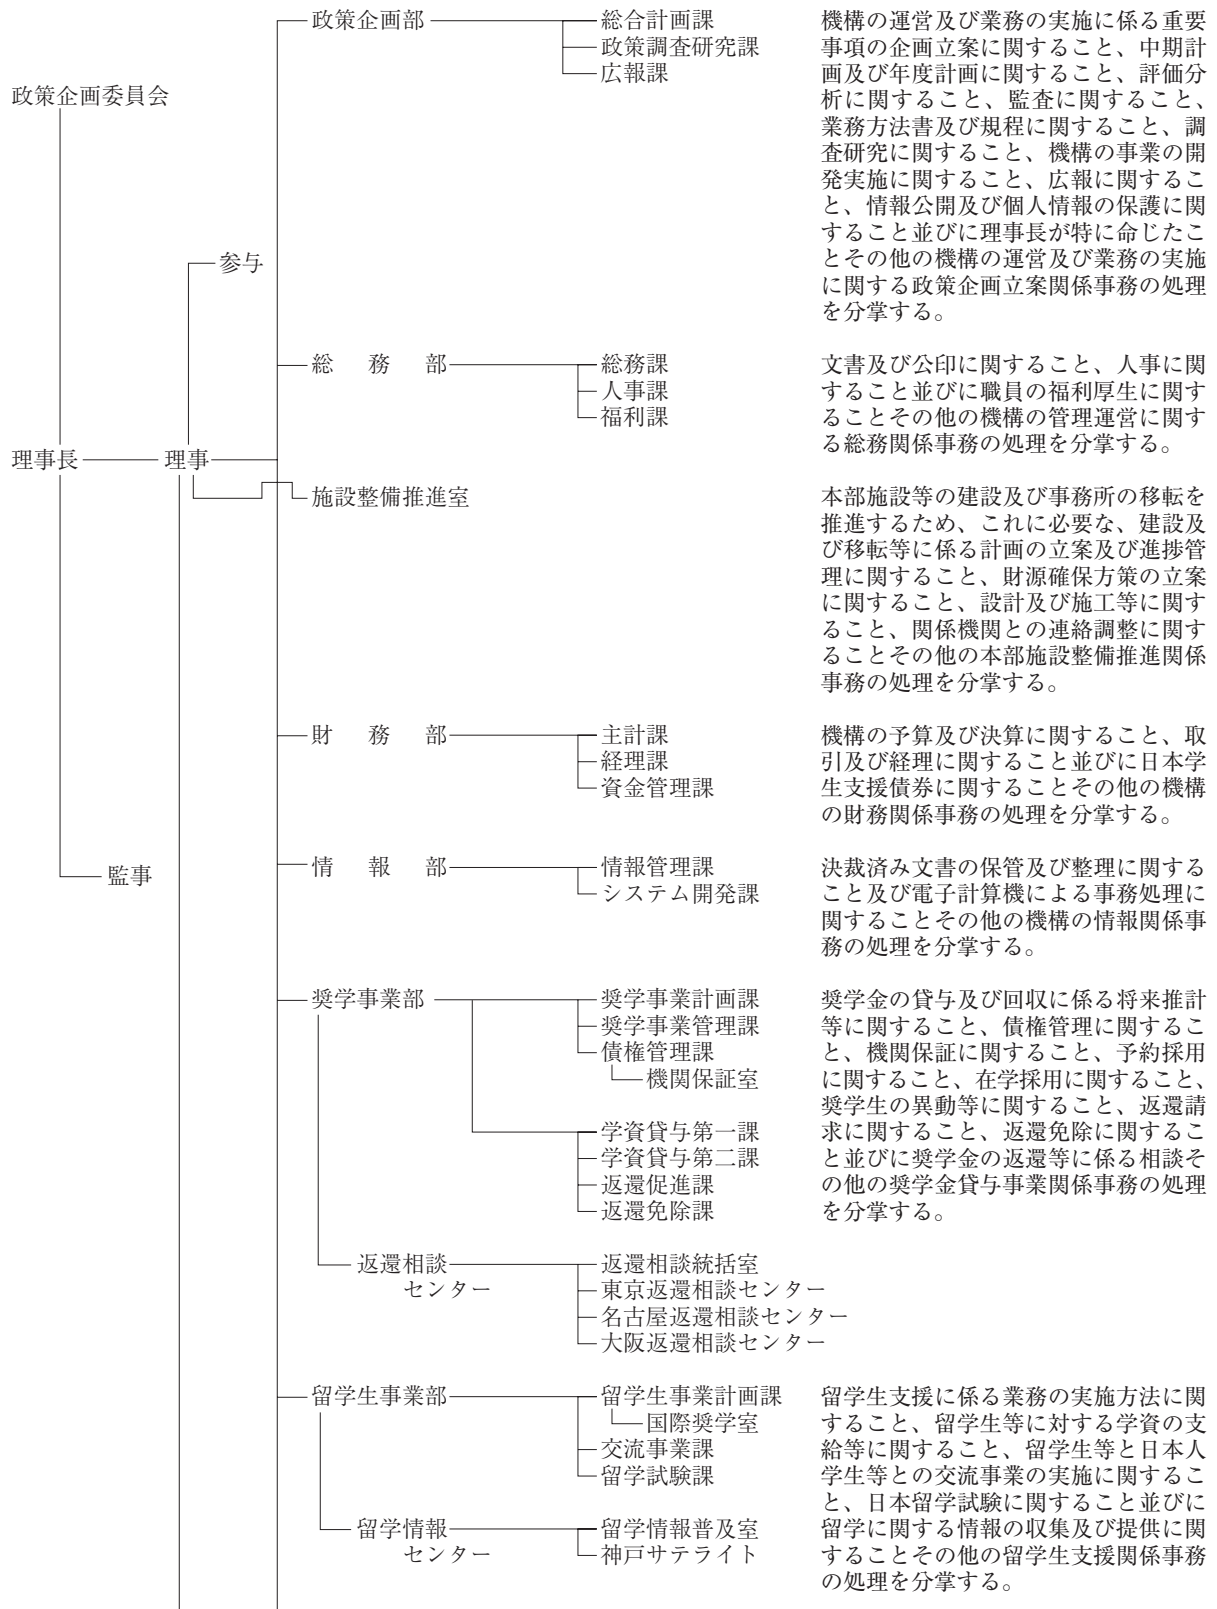 政策企画委員会
理事長
理事
参与
監事
政策企画部
総合計画課
政策調査研究課
広報課
機構の運営及び業務の実施に係る重要
事項の企画立案に関すること、中期計
画及び年度計画に関すること、評価分
析に関すること、監査に関すること、
業務方法書及び規程に関すること、調
査研究に関すること、機構の事業の開
発実施に関すること、広報に関するこ
と、情報公開及び個人情報の保護に関
すること並びに理事長が特に命じたこ
とその他の機構の運営及び業務の実施
に関する政策企画立案関係事務の処理
を分掌する。
総務部
総務課
人事課
福利課
文書及び公印に関すること、人事に関
すること並びに職員の福利厚生に関す
ることその他の機構の管理運営に関す
る総務関係事務の処理を分掌する。
施設整備推進室
本部施設等の建設及び事務所の移転を
推進するため、これに必要な、建設及
び移転等に係る計画の立案及び進捗管
理に関すること、財源確保方策の立案
に関すること、設計及び施工等に関す
ること、関係機関との連絡調整に関す
ることその他の本部施設整備推進関係
事務の処理を分掌する。
財務部
主計課
経理課
資金管理課
機構の予算及び決算に関すること、取
引及び経理に関すること並びに日本学
生支援債券に関することその他の機構
の財務関係事務の処理を分掌する。
情報部
情報管理課
システム開発課
決裁済み文書の保管及び整理に関する
こと及び電子計算機による事務処理に
関することその他の機構の情報関係事
務の処理を分掌する。
奨学事業部
奨学事業計画課
奨学事業管理課
債権管理課
機関保証室
学資貸与第一課
学資貸与第二課
返還促進課
返還免除課
奨学金の貸与及び回収に係る将来推計
等に関すること、債権管理に関するこ
と、機関保証に関すること、予約採用
に関すること、在学採用に関すること、
奨学生の異動等に関すること、返還請
求に関すること、返還免除に関するこ
と並びに奨学金の返還等に係る相談そ
の他の奨学金貸与事業関係事務の処理
を分掌する。
返還相談
センター
返還相談統括室
東京返還相談センター
名古屋返還相談センター
大阪返還相談センター
留学生事業部
留学生事業計画課
国際奨学室
交流事業課
留学試験課
留学情報
センター
留学情報普及室
神戸サテライト
留学生支援に係る業務の実施方法に関
すること、留学生等に対する学資の支
給等に関すること、留学生等と日本人
学生等との交流事業の実施に関するこ
と、日本留学試験に関すること並びに
留学に関する情報の収集及び提供に関
することその他の留学生支援関係事務
の処理を分掌する。